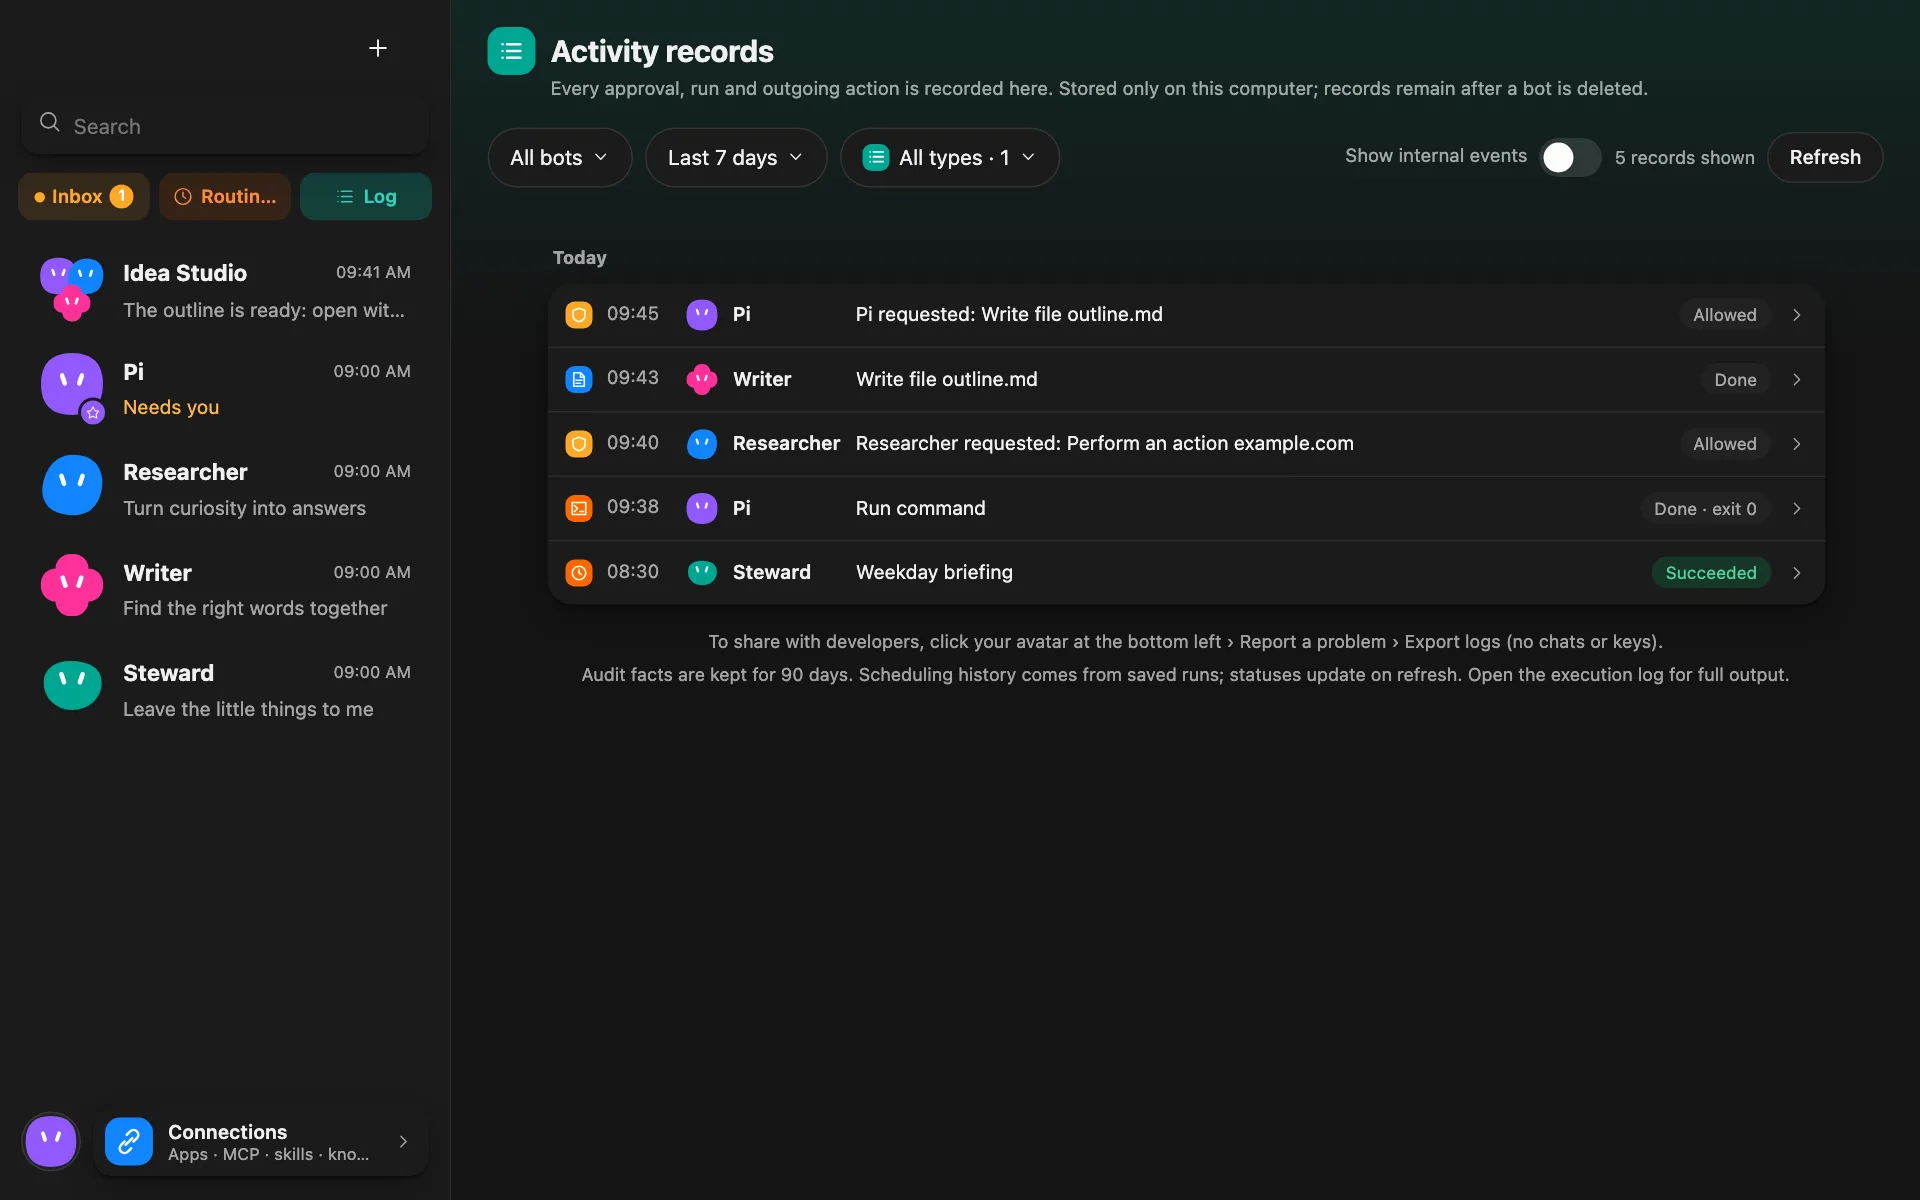 Search
Inbox 1
Routin...
Log
Idea Studio 09:41 AM
The outline is ready: open wit...
Pi 09:00 AM
Needs you
Researcher 09:00 AM
Turn curiosity into answers
Writer 09:00 AM
Find the right words together
Steward 09:00 AM
Leave the little things to me
Connections
Apps · MCP · skills · kno...
Activity records
Every approval, run and outgoing action is recorded here. Stored only on this computer; records remain after a bot is deleted.
All bots
Last 7 days
All types · 1
Show internal events
5 records shown
Refresh
Today
09:45 Pi Pi requested: Write file outline.md Allowed
09:43 Writer Write file outline.md Done
09:40 Researcher Researcher requested: Perform an action example.com Allowed
09:38 Pi Run command Done · exit 0
08:30 Steward Weekday briefing Succeeded
To share with developers, click your avatar at the bottom left › Report a problem › Export logs (no chats or keys).
Audit facts are kept for 90 days. Scheduling history comes from saved runs; statuses update on refresh. Open the execution log for full output.